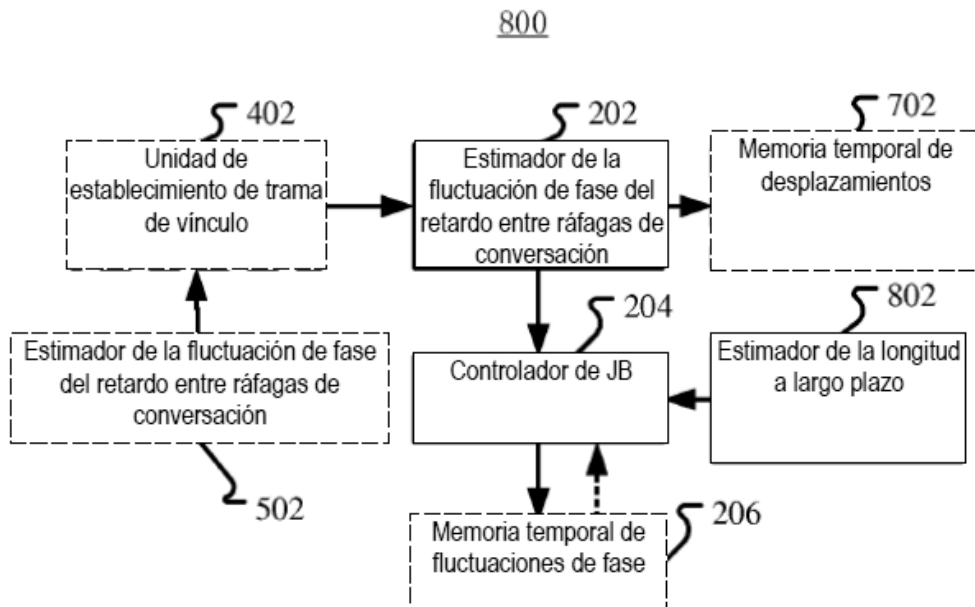 800
402
202
702
Unidad de
establecimiento de trama
de vínculo
Estimador de la
fluctuación de fase del
retardo entre ráfagas de
conversación
Memoria temporal de
desplazamientos
204
802
Estimador de la fluctuación de fase
del retardo entre ráfagas de
conversación
Controlador de JB
Estimador de la longitud
a largo plazo
502
206
Memoria temporal de
fluctuaciones de fase